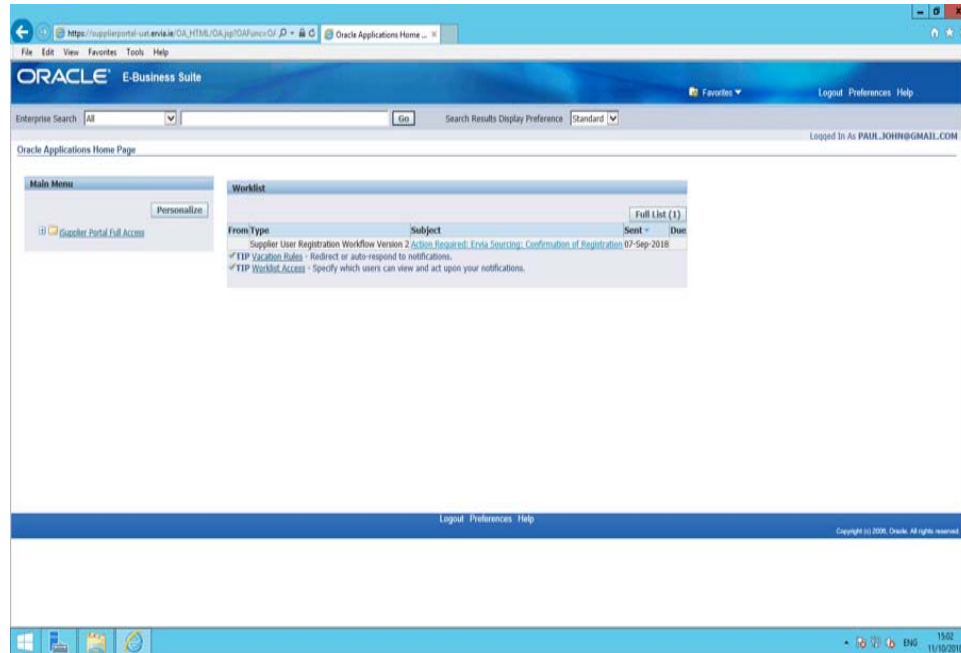 https://supplierportal-uat.ervia.ie/OA_HTML/OA.jsp?OAFunc=OA
Oracle Applications Home ...
File Edit View Favorites Tools Help
ORACLE E-Business Suite
Favorites
Logout Preferences Help
Enterprise Search All Go Search Results Display Preference Standard
Logged In As PAUL.JOHN@GMAIL.COM
Oracle Applications Home Page
Main Menu
Personalize
iSupplier Portal Full Access
Worklist
Full List (1)
From Type Subject Sent Due
Supplier User Registration Workflow Version 2 Action Required: Ervia Sourcing: Confirmation of Registration 07-Sep-2018
TIP Vacation Rules - Redirect or auto-respond to notifications.
TIP Worklist Access - Specify which users can view and act upon your notifications.
Logout Preferences Help
Copyright (c) 2006, Oracle. All rights reserved.
ENG
15:02
11/10/2018